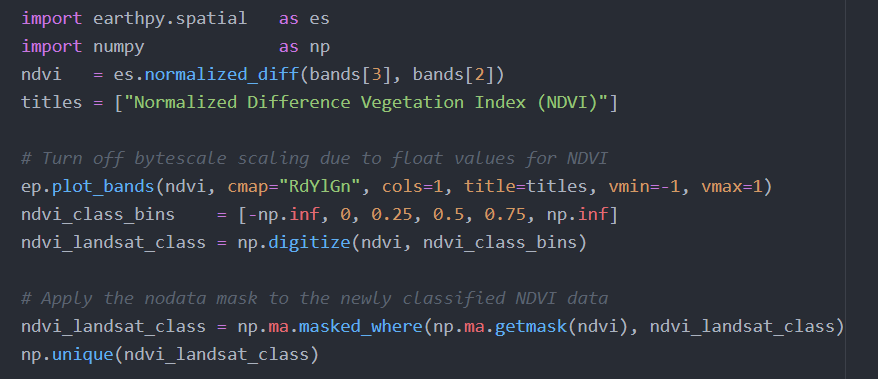 import earthpy.spatial   as es
import numpy             as np
ndvi   = es.normalized_diff(bands[3], bands[2])
titles = ["Normalized Difference Vegetation Index (NDVI)"]

# Turn off bytescale scaling due to float values for NDVI
ep.plot_bands(ndvi, cmap="RdYlGn", cols=1, title=titles, vmin=-1, vmax=1)
ndvi_class_bins    = [-np.inf, 0, 0.25, 0.5, 0.75, np.inf]
ndvi_landsat_class = np.digitize(ndvi, ndvi_class_bins)

# Apply the nodata mask to the newly classified NDVI data
ndvi_landsat_class = np.ma.masked_where(np.ma.getmask(ndvi), ndvi_landsat_class)
np.unique(ndvi_landsat_class)